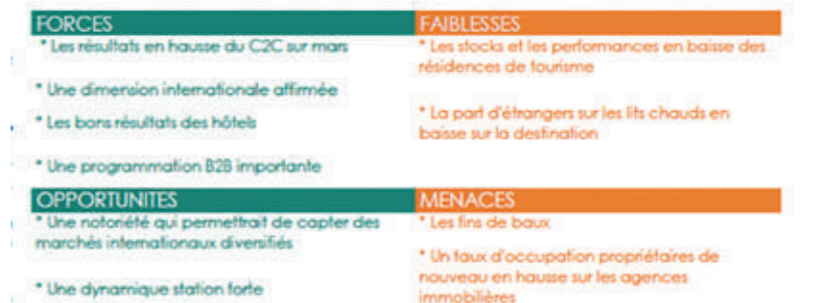 FORCES
* Les résultats en hausse du C2C sur mars
* Une dimension internationale affirmée
* Les bons résultats des hôtels
* Une programmation B2B importante
FAIBLESSES
* Les stocks et les performances en baisse des
résidences de tourisme
* La part d'étrangers sur les lits chauds en
baisse sur la destination
OPPORTUNITES
* Une notoriété qui permettrait de capter des
marchés internationaux diversifiés
* Une dynamique station forte
MENACES
* Les fins de baux
* Un taux d'occupation propriétaires de
nouveau en hausse sur les agences
immobilières